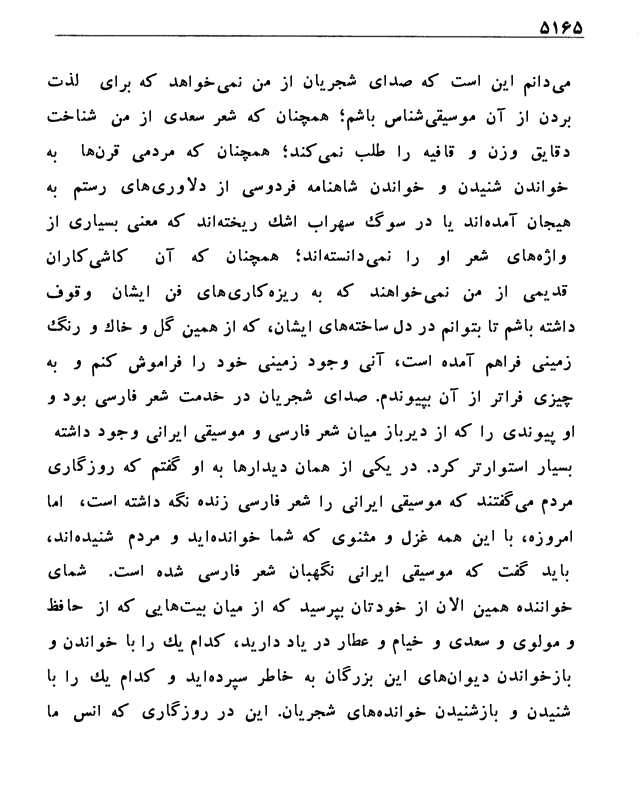 ۵۱۶۵
می‌دانم این است که صدای شجریان از من نمی‌خواهد که برای لذت
بردن از آن موسیقی‌شناس باشم؛ همچنان که شعر سعدی از من شناخت
دقایق وزن و قافیه را طلب نمی‌کند؛ همچنان که مردمی قرن‌ها به
خواندن شنیدن و خواندن شاهنامه فردوسی از دلاوری‌های رستم به
هیجان آمده‌اند یا در سوگ سهراب اشك ریخته‌اند که معنی بسیاری از
واژه‌های شعر او را نمی‌دانسته‌اند؛ همچنان که آن کاشی‌کاران
قدیمی از من نمی‌خواهند که به ریزه‌کاری‌های فن ایشان وقوف
داشته باشم تا بتوانم در دل ساخته‌های ایشان، که از همین گل و خاك و رنگ
زمینی فراهم آمده است، آنی وجود زمینی خود را فراموش کنم و به
چیزی فراتر از آن بپیوندم. صدای شجریان در خدمت شعر فارسی بود و
او پیوندی را که از دیرباز میان شعر فارسی و موسیقی ایرانی وجود داشته
بسیار استوارتر کرد. در یکی از همان دیدارها به او گفتم که روزگاری
مردم می‌گفتند که موسیقی ایرانی را شعر فارسی زنده نگه داشته است، اما
امروزه، با این همه غزل و مثنوی که شما خوانده‌اید و مردم شنیده‌اند،
باید گفت که موسیقی ایرانی نگهبان شعر فارسی شده است. شمای
خواننده همین الان از خودتان بپرسید که از میان بیت‌هایی که از حافظ
و مولوی و سعدی و خیام و عطار در یاد دارید، کدام یك را با خواندن و
بازخواندن دیوان‌های این بزرگان به خاطر سپرده‌اید و کدام یك را با
شنیدن و بازشنیدن خوانده‌های شجریان. این در روزگاری که انس ما